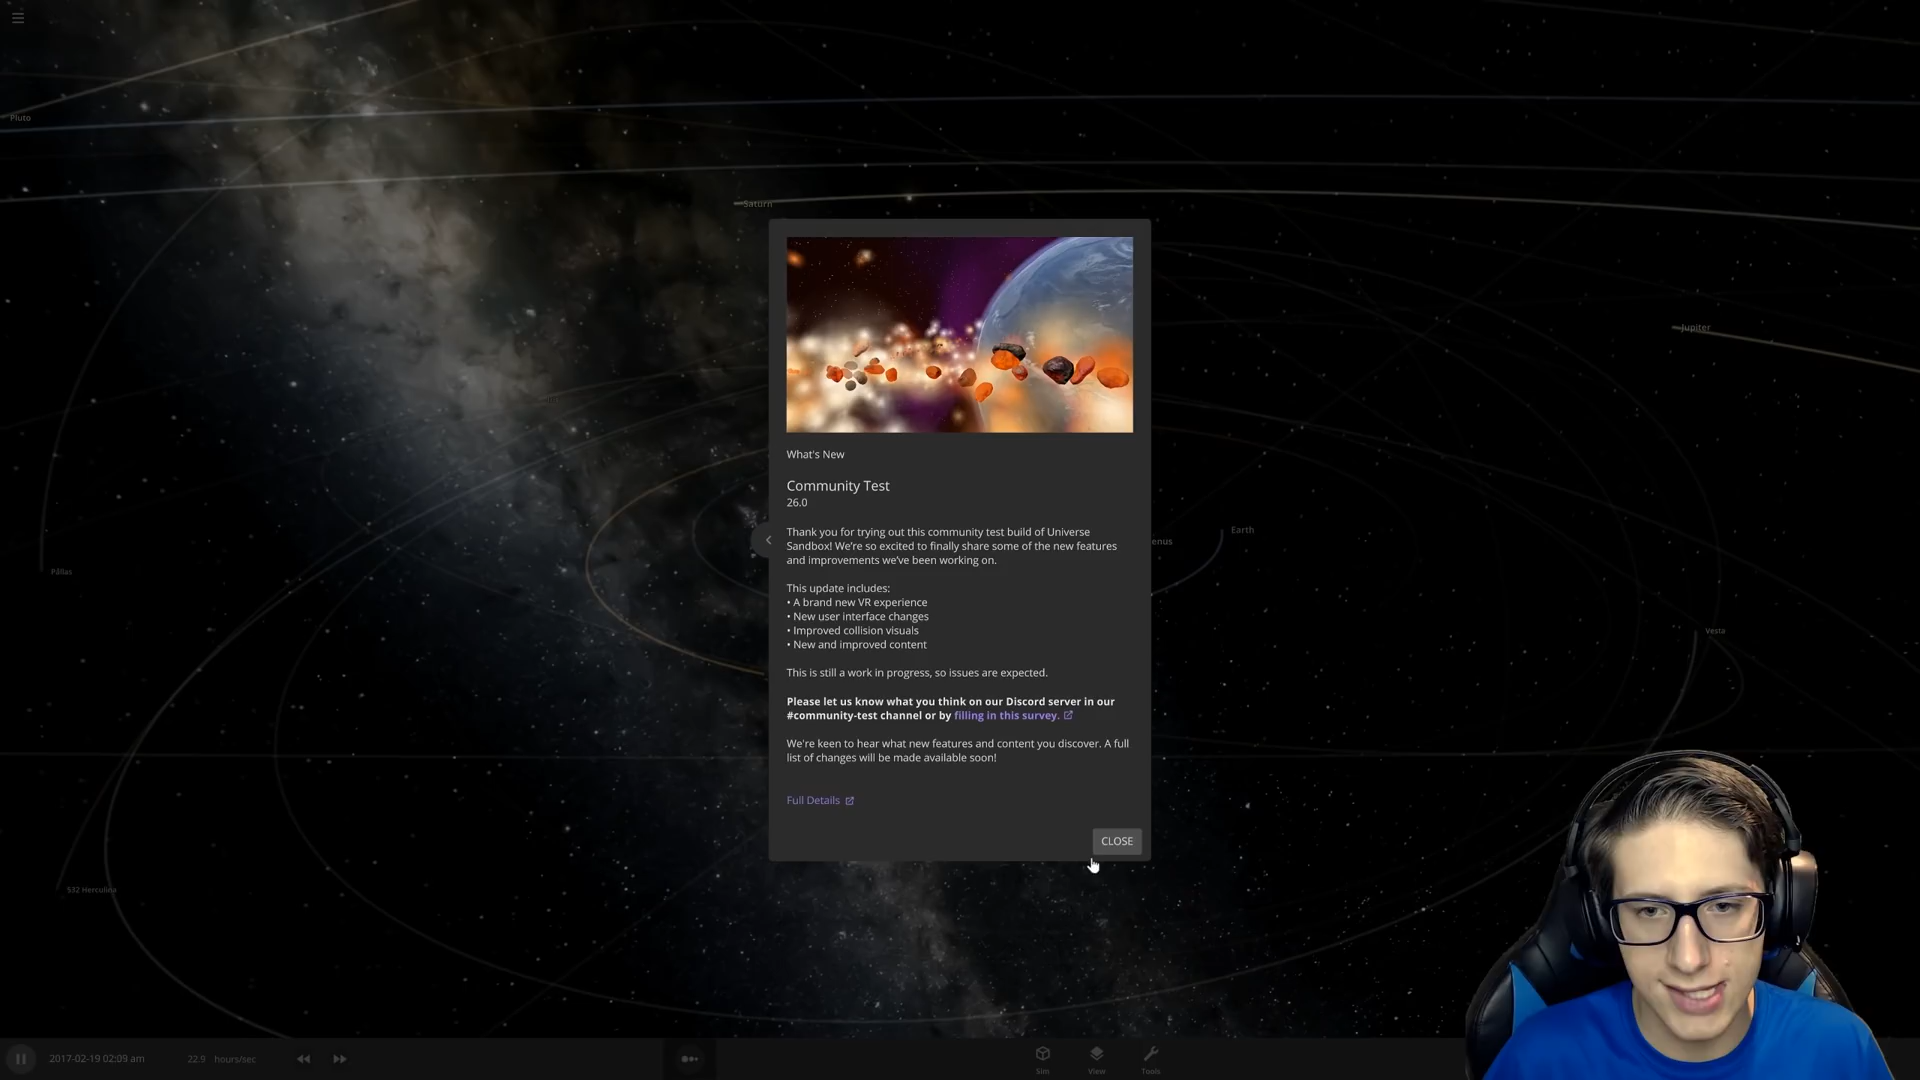 Pluto
Saturn
Jupiter
What's New
Community Test
26.0
Thank you for trying out this community test build of Universe
Sandbox! We're so excited to finally share some of the new features
and improvements we've been working on.
Earth
enus
Pallas
This update includes:
• A brand new VR experience
• New user interface changes
• Improved collision visuals
• New and improved content
Vesta
This is still a work in progress, so issues are expected.
Please let us know what you think on our Discord server in our
#community-test channel or by filling in this survey.
We're keen to hear what new features and content you discover. A full
list of changes will be made available soon!
Full Details
CLOSE
532 Herculina
2017-02-19 02:09 am
22.9 hours/sec
Sim
View
Tools